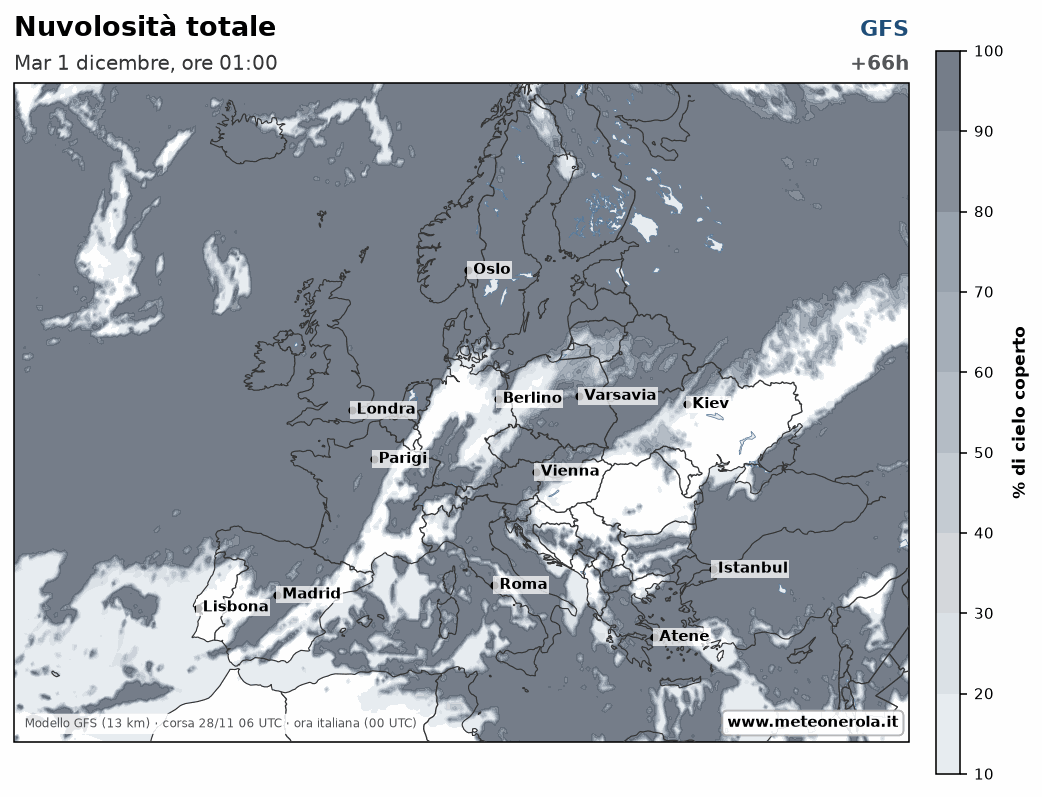 Nuvolosità totale
GFS
Mar 1 dicembre, ore 01:00
+66h
100
90
80
70
60
50
40
30
20
10
% di cielo coperto
Oslo
Londra
Berlino
Varsavia
Kiev
Parigi
Vienna
Istanbul
Roma
Madrid
Lisbona
Atene
Modello GFS (13 km) · corsa 28/11 06 UTC · ora italiana (00 UTC)
www.meteonerola.it